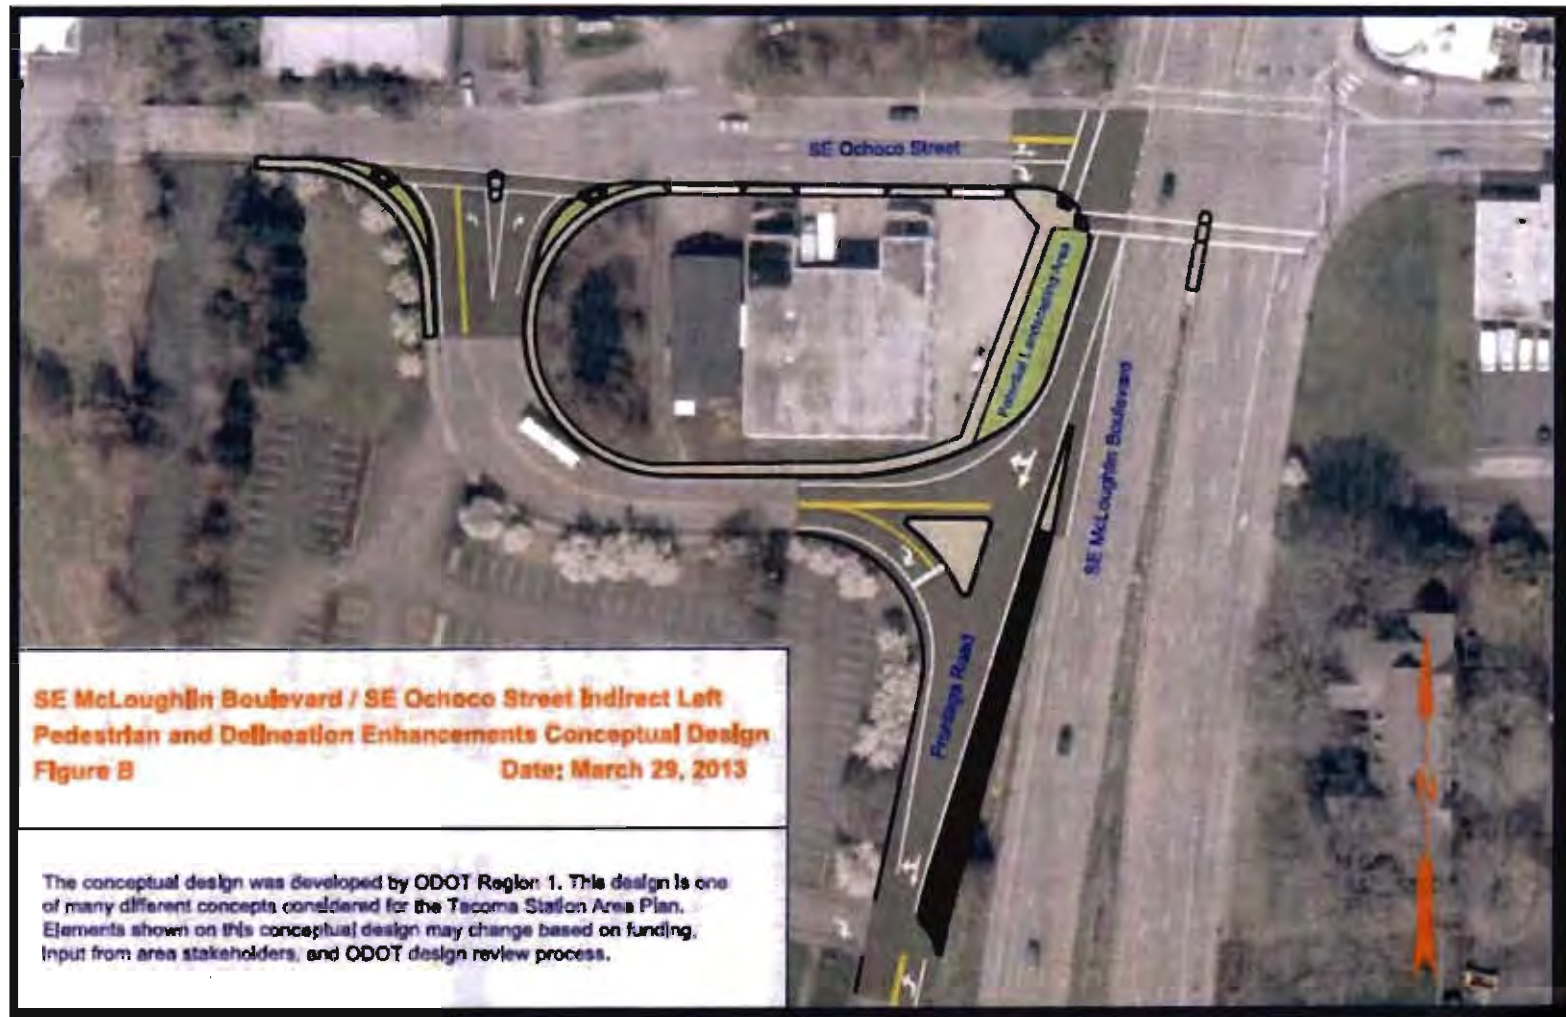 SE Ochoco Street
Potential Landscaping Area
SE McLoughlin Boulevard
Frontage Road
N
SE McLoughlin Boulevard / SE Ochoco Street Indirect Left
Pedestrian and Delineation Enhancements Conceptual Design
Figure B Date: March 29, 2013
The conceptual design was developed by ODOT Region 1. This design is one
of many different concepts considered for the Tacoma Station Area Plan.
Elements shown on this conceptual design may change based on funding,
input from area stakeholders, and ODOT design review process.